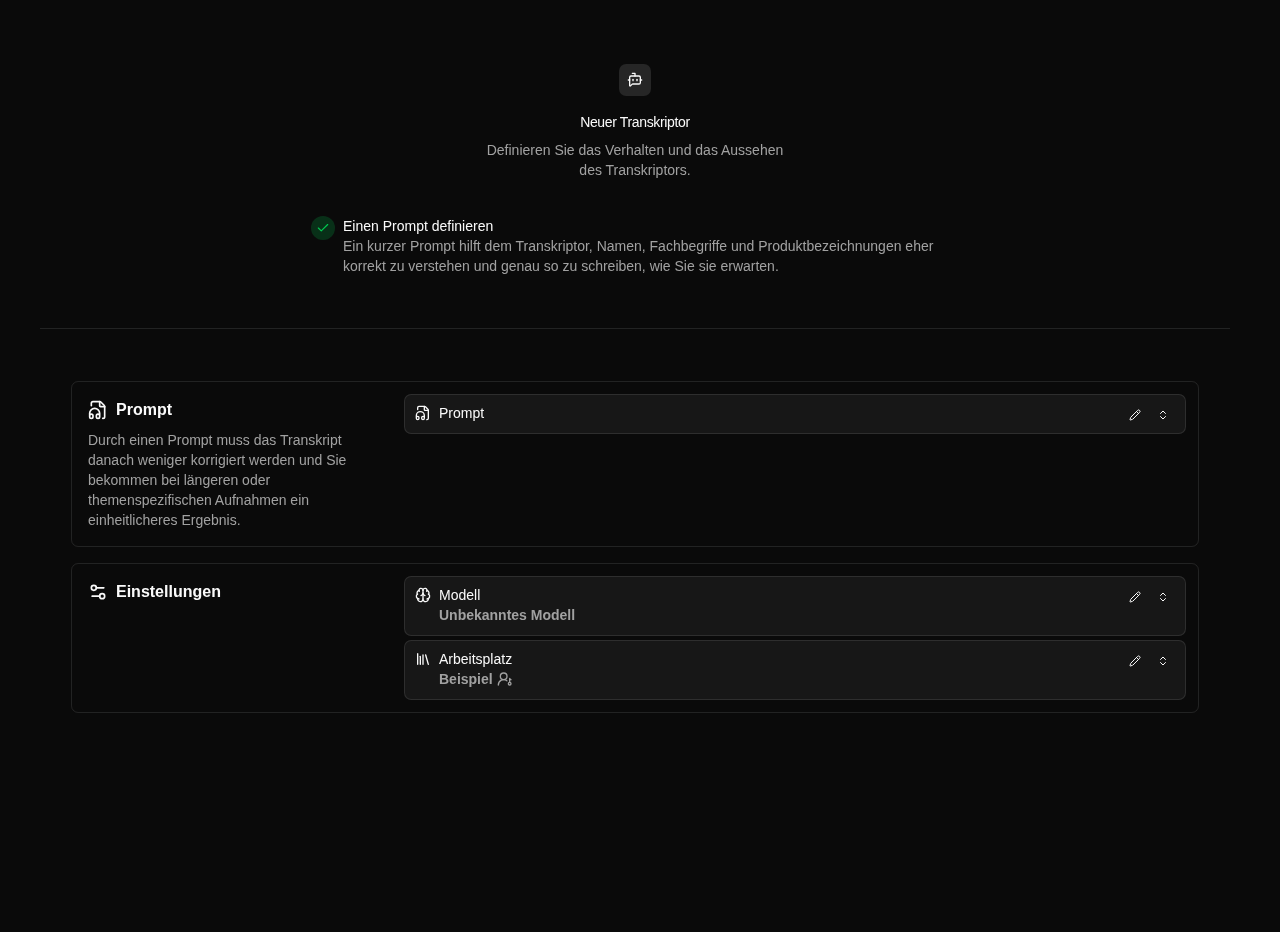 Neuer Transkriptor
Definieren Sie das Verhalten und das Aussehen
des Transkriptors.
Einen Prompt definieren
Ein kurzer Prompt hilft dem Transkriptor, Namen, Fachbegriffe und Produktbezeichnungen eher
korrekt zu verstehen und genau so zu schreiben, wie Sie sie erwarten.
Prompt
Durch einen Prompt muss das Transkript
danach weniger korrigiert werden und Sie
bekommen bei längeren oder
themenspezifischen Aufnahmen ein
einheitlicheres Ergebnis.
Prompt
Einstellungen
Modell
Unbekanntes Modell
Arbeitsplatz
Beispiel